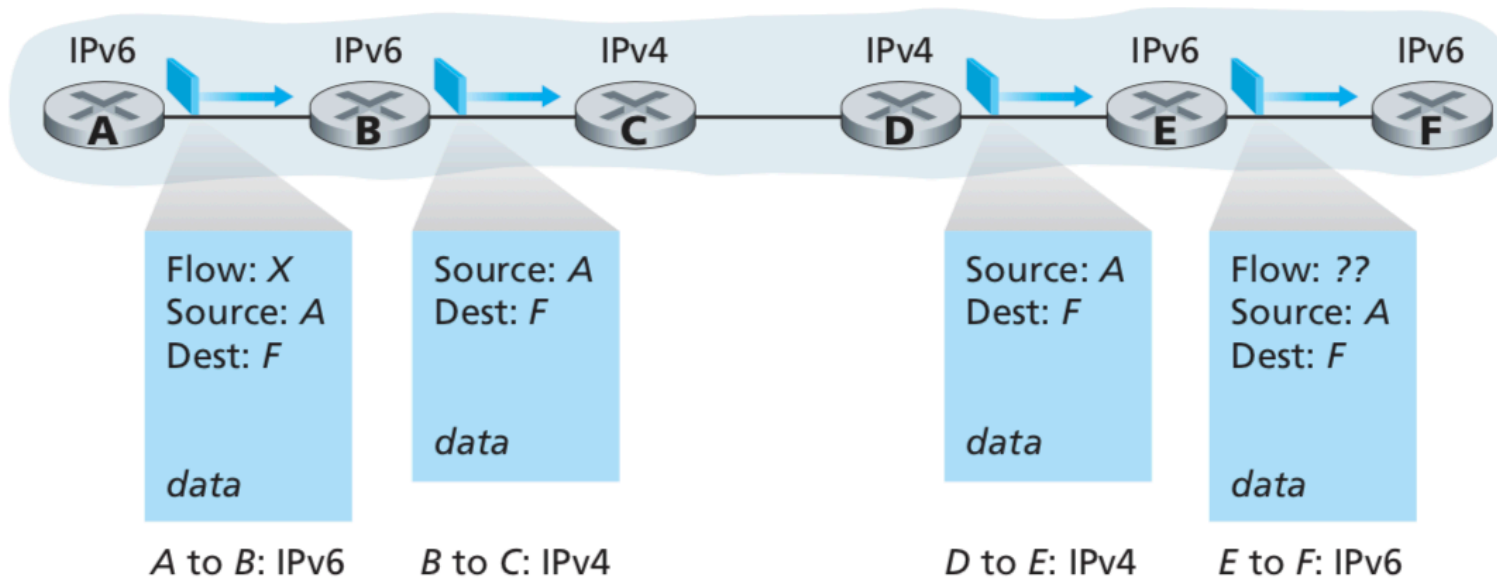 IPv6 IPv6 IPv4 IPv4 IPv6 IPv6
A B C D E F
Flow: X
Source: A
Dest: F
data
A to B: IPv6
Source: A
Dest: F
data
B to C: IPv4
Source: A
Dest: F
data
D to E: IPv4
Flow: ??
Source: A
Dest: F
data
E to F: IPv6